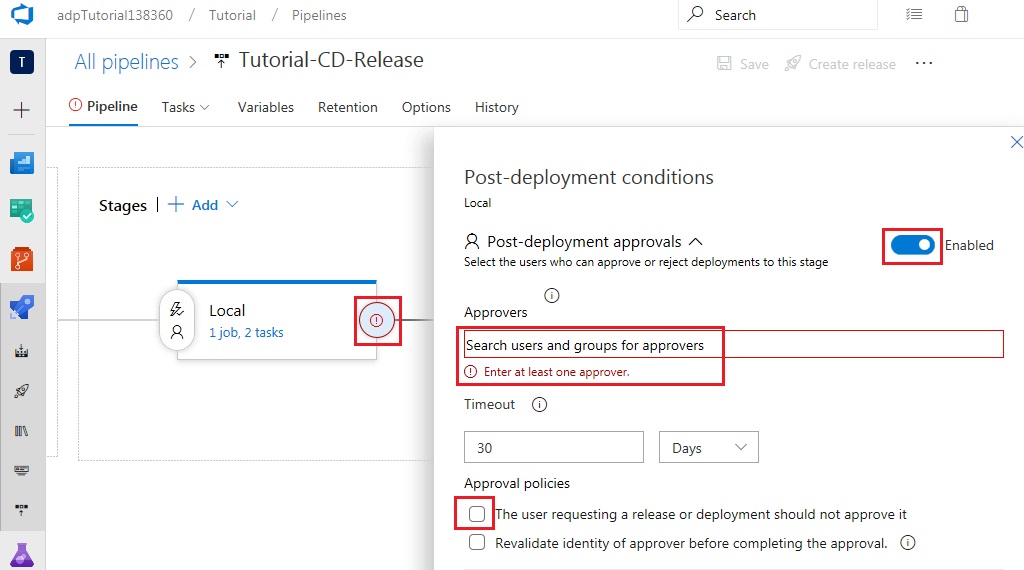 adpTutorial138360 / Tutorial / Pipelines
Search
T
All pipelines > Tutorial-CD-Release
Save Create release ...
Pipeline Tasks Variables Retention Options History
Post-deployment conditions
Local
Stages | + Add
Post-deployment approvals
Enabled
Select the users who can approve or reject deployments to this stage
Local
1 job, 2 tasks
Approvers
Search users and groups for approvers
Enter at least one approver.
Timeout
30 Days
Approval policies
The user requesting a release or deployment should not approve it
Revalidate identity of approver before completing the approval.